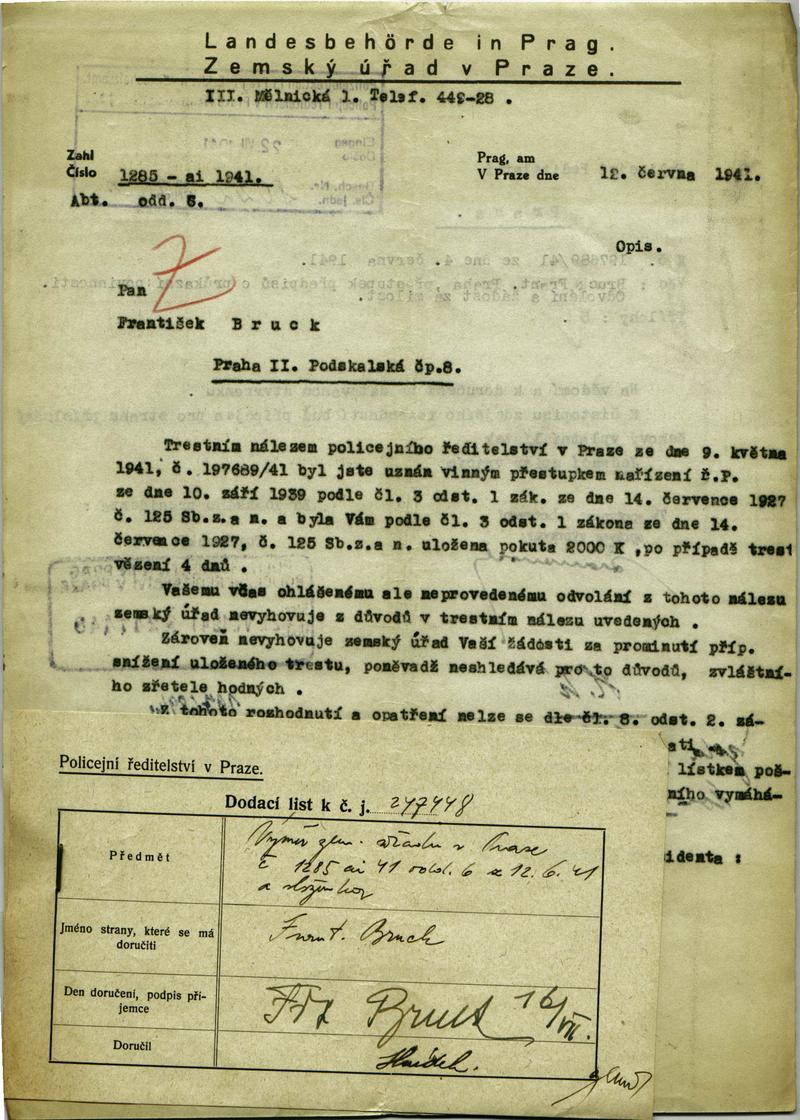 Landesbehörde in Prag.
Zemský úřad v Praze.
III. Mělnická 1. Telef. 449-28 .
Zahl
Číslo 1285 - ai 1941.
Abt. odd. 6.
Prag, am
V Praze dne 12. června 1941.
Opis.
Pan
František Bruck
Praha II. Podskalská čp.8.
Trestním nálezem policejního ředitelství v Praze ze dne 9. května
1941, č. 197689/41 byl jste uznán vinným přestupkem nařízení ř.P.
ze dne 10. září 1939 podle čl. 3 odst. 1 zák. ze dne 14. července 1927
č. 125 Sb.z.a n. a byla Vám podle čl. 3 odst. 1 zákona ze dne 14.
července 1927, č. 125 Sb.z.a n. uložena pokuta 2000 K ,po případě trest
vězení 4 dnů .
Vašemu včas ohlášenému ale neprovedenému odvolání z tohoto nálezu
zemský úřad nevyhovuje z důvodů v trestním nálezu uvedených .
Zároveň nevyhovuje zemský úřad Vaší žádosti za prominutí příp.
snížení uloženého trestu, poněvadž neshledává pro to důvodů, zvláštní-
ho zřetele hodných .
Z tohoto rozhodnutí a opatření nelze se dle čl. 8. odst. 2. zá-
ati
lístkem poš-
ního vymáhá-
identa :
Policejní ředitelství v Praze.
Dodací list k č. j. 247448
Předmět
Výměr zem. úřadu v Praze
č 1285 ai 41 odd. 6 z 12. 6. 41
a složenkou
Jméno strany, které se má
doručiti
Frant. Bruck
Den doručení, podpis pří-
jemce
Frt Bruck 16/VII.
Doručil